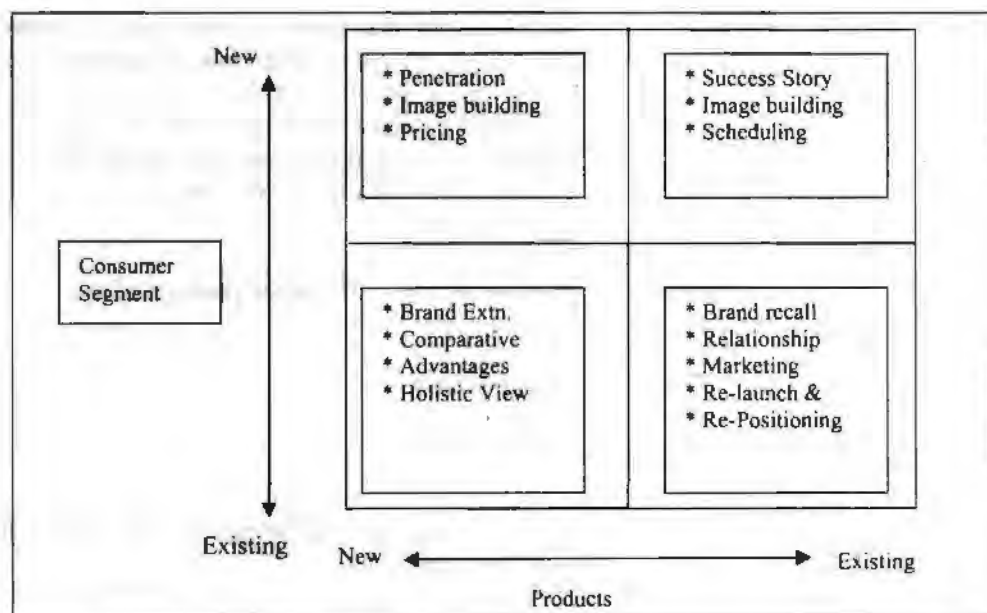 New
* Penetration
* Image building
* Pricing
* Success Story
* Image building
* Scheduling
Consumer
Segment
* Brand Extn.
* Comparative
* Advantages
* Holistic View
* Brand recall
* Relationship
* Marketing
* Re-launch &
* Re-Positioning
Existing
New
Existing
Products